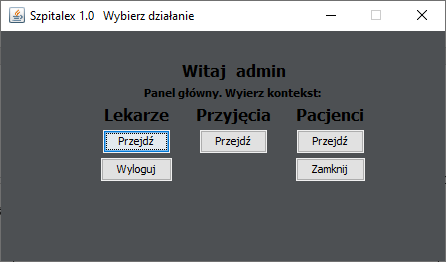 Szpitalex 1.0 Wybierz działanie
Witaj admin
Panel główny. Wyierz kontekst:
Lekarze Przyjęcia Pacjenci
Przejdź Przejdź Przejdź
Wyloguj Zamknij